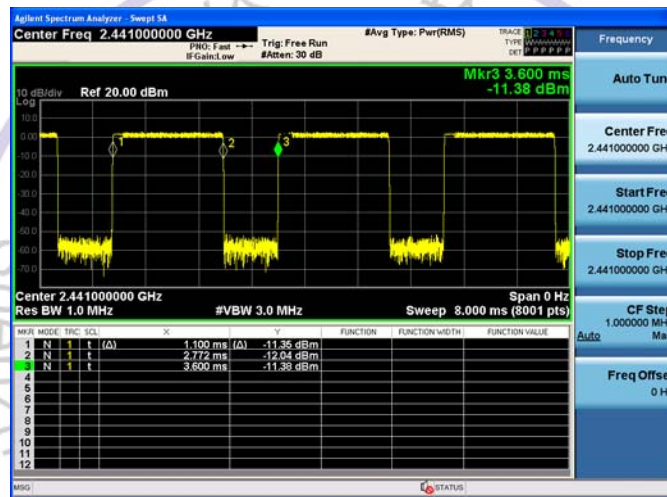 Agilent Spectrum Analyzer - Swept SA
Center Freq 2.441000000 GHz
#Avg Type: Pwr(RMS)
TRACE 1 2 3 4 5 6
PNO: Fast
Trig: Free Run
TYPE
IFGain:Low
#Atten: 30 dB
DET P P P P P P
Mkr3 3.600 ms
-11.38 dBm
10 dB/div Ref 20.00 dBm
Log
10.0
0.00
-10.0
-20.0
-30.0
-40.0
-50.0
-60.0
-70.0
1
2
3
Center 2.441000000 GHz
Span 0 Hz
Res BW 1.0 MHz
#VBW 3.0 MHz
Sweep 8.000 ms (8001 pts)
MKR MODE TRC SCL X Y FUNCTION FUNCTION WIDTH FUNCTION VALUE
1 N 1 t (Δ) 1.100 ms (Δ) -11.35 dBm
2 N 1 t 2.772 ms -12.04 dBm
3 N 1 t 3.600 ms -11.38 dBm
4
5
6
7
8
9
10
11
12
MSG
STATUS
Frequency
Auto Tun
Center Fre
2.441000000 GH
Start Fre
2.441000000 GH
Stop Fre
2.441000000 GH
CF Step
1.000000 MH
Auto Ma
Freq Offse
0 H